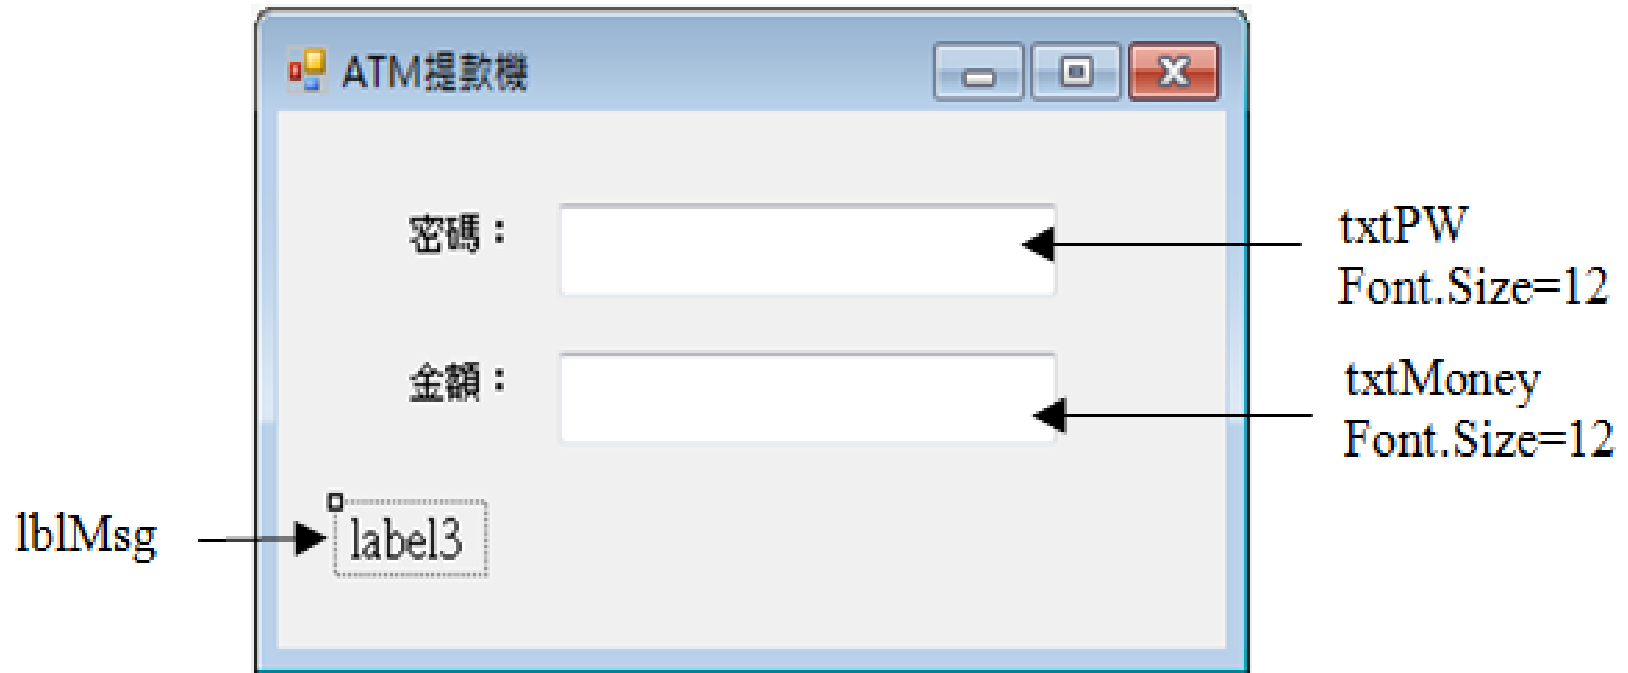 ATM提款機
密碼：
txtPW
Font.Size=12
金額：
txtMoney
Font.Size=12
lblMsg
label3